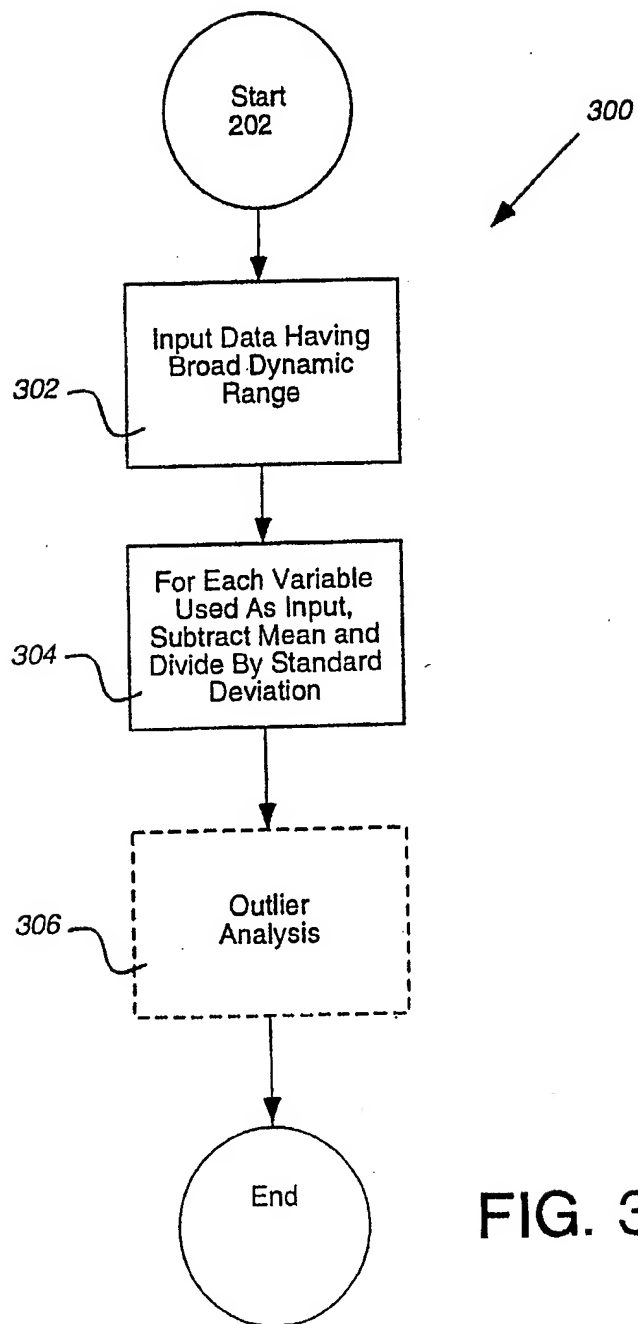 Start
202
300
Input Data Having
Broad Dynamic
Range
302
For Each Variable
Used As Input,
Subtract Mean and
Divide By Standard
Deviation
304
Outlier
Analysis
306
End
FIG. 3